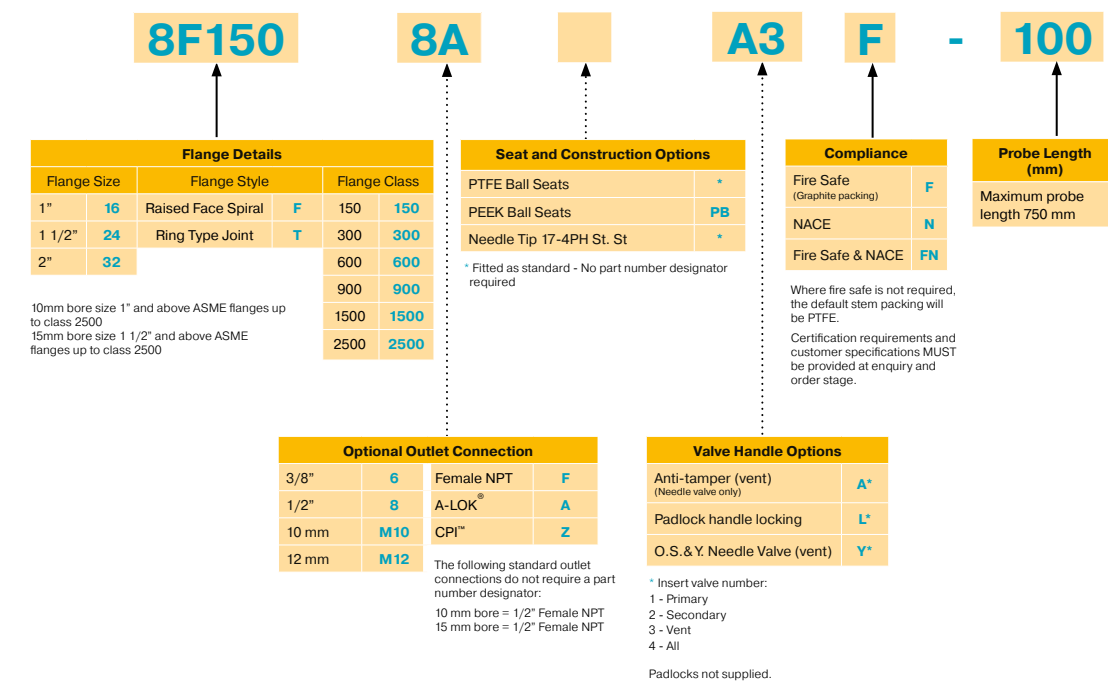 8F150 8A A3 F - 100
Flange Details
Flange Size Flange Style Flange Class
1” 16 Raised Face Spiral F 150 150
1 1/2” 24 Ring Type Joint T 300 300
2” 32 600 600
900 900
1500 1500
2500 2500
10mm bore size 1” and above ASME flanges up
to class 2500
15mm bore size 1 1/2” and above ASME
flanges up to class 2500
Seat and Construction Options
PTFE Ball Seats *
PEEK Ball Seats PB
Needle Tip 17-4PH St. St *
* Fitted as standard - No part number designator
required
Compliance
Fire Safe
(Graphite packing) F
NACE N
Fire Safe & NACE FN
Where fire safe is not required,
the default stem packing will
be PTFE.
Certification requirements and
customer specifications MUST
be provided at enquiry and
order stage.
Probe Length
(mm)
Maximum probe
length 750 mm
Optional Outlet Connection
3/8” 6 Female NPT F
1/2” 8 A-LOK® A
10 mm M10 CPI™ Z
12 mm M12
The following standard outlet
connections do not require a part
number designator:
10 mm bore = 1/2” Female NPT
15 mm bore = 1/2” Female NPT
Valve Handle Options
Anti-tamper (vent)
(Needle valve only) A*
Padlock handle locking L*
O.S.&Y. Needle Valve (vent) Y*
* Insert valve number:
1 - Primary
2 - Secondary
3 - Vent
4 - All
Padlocks not supplied.